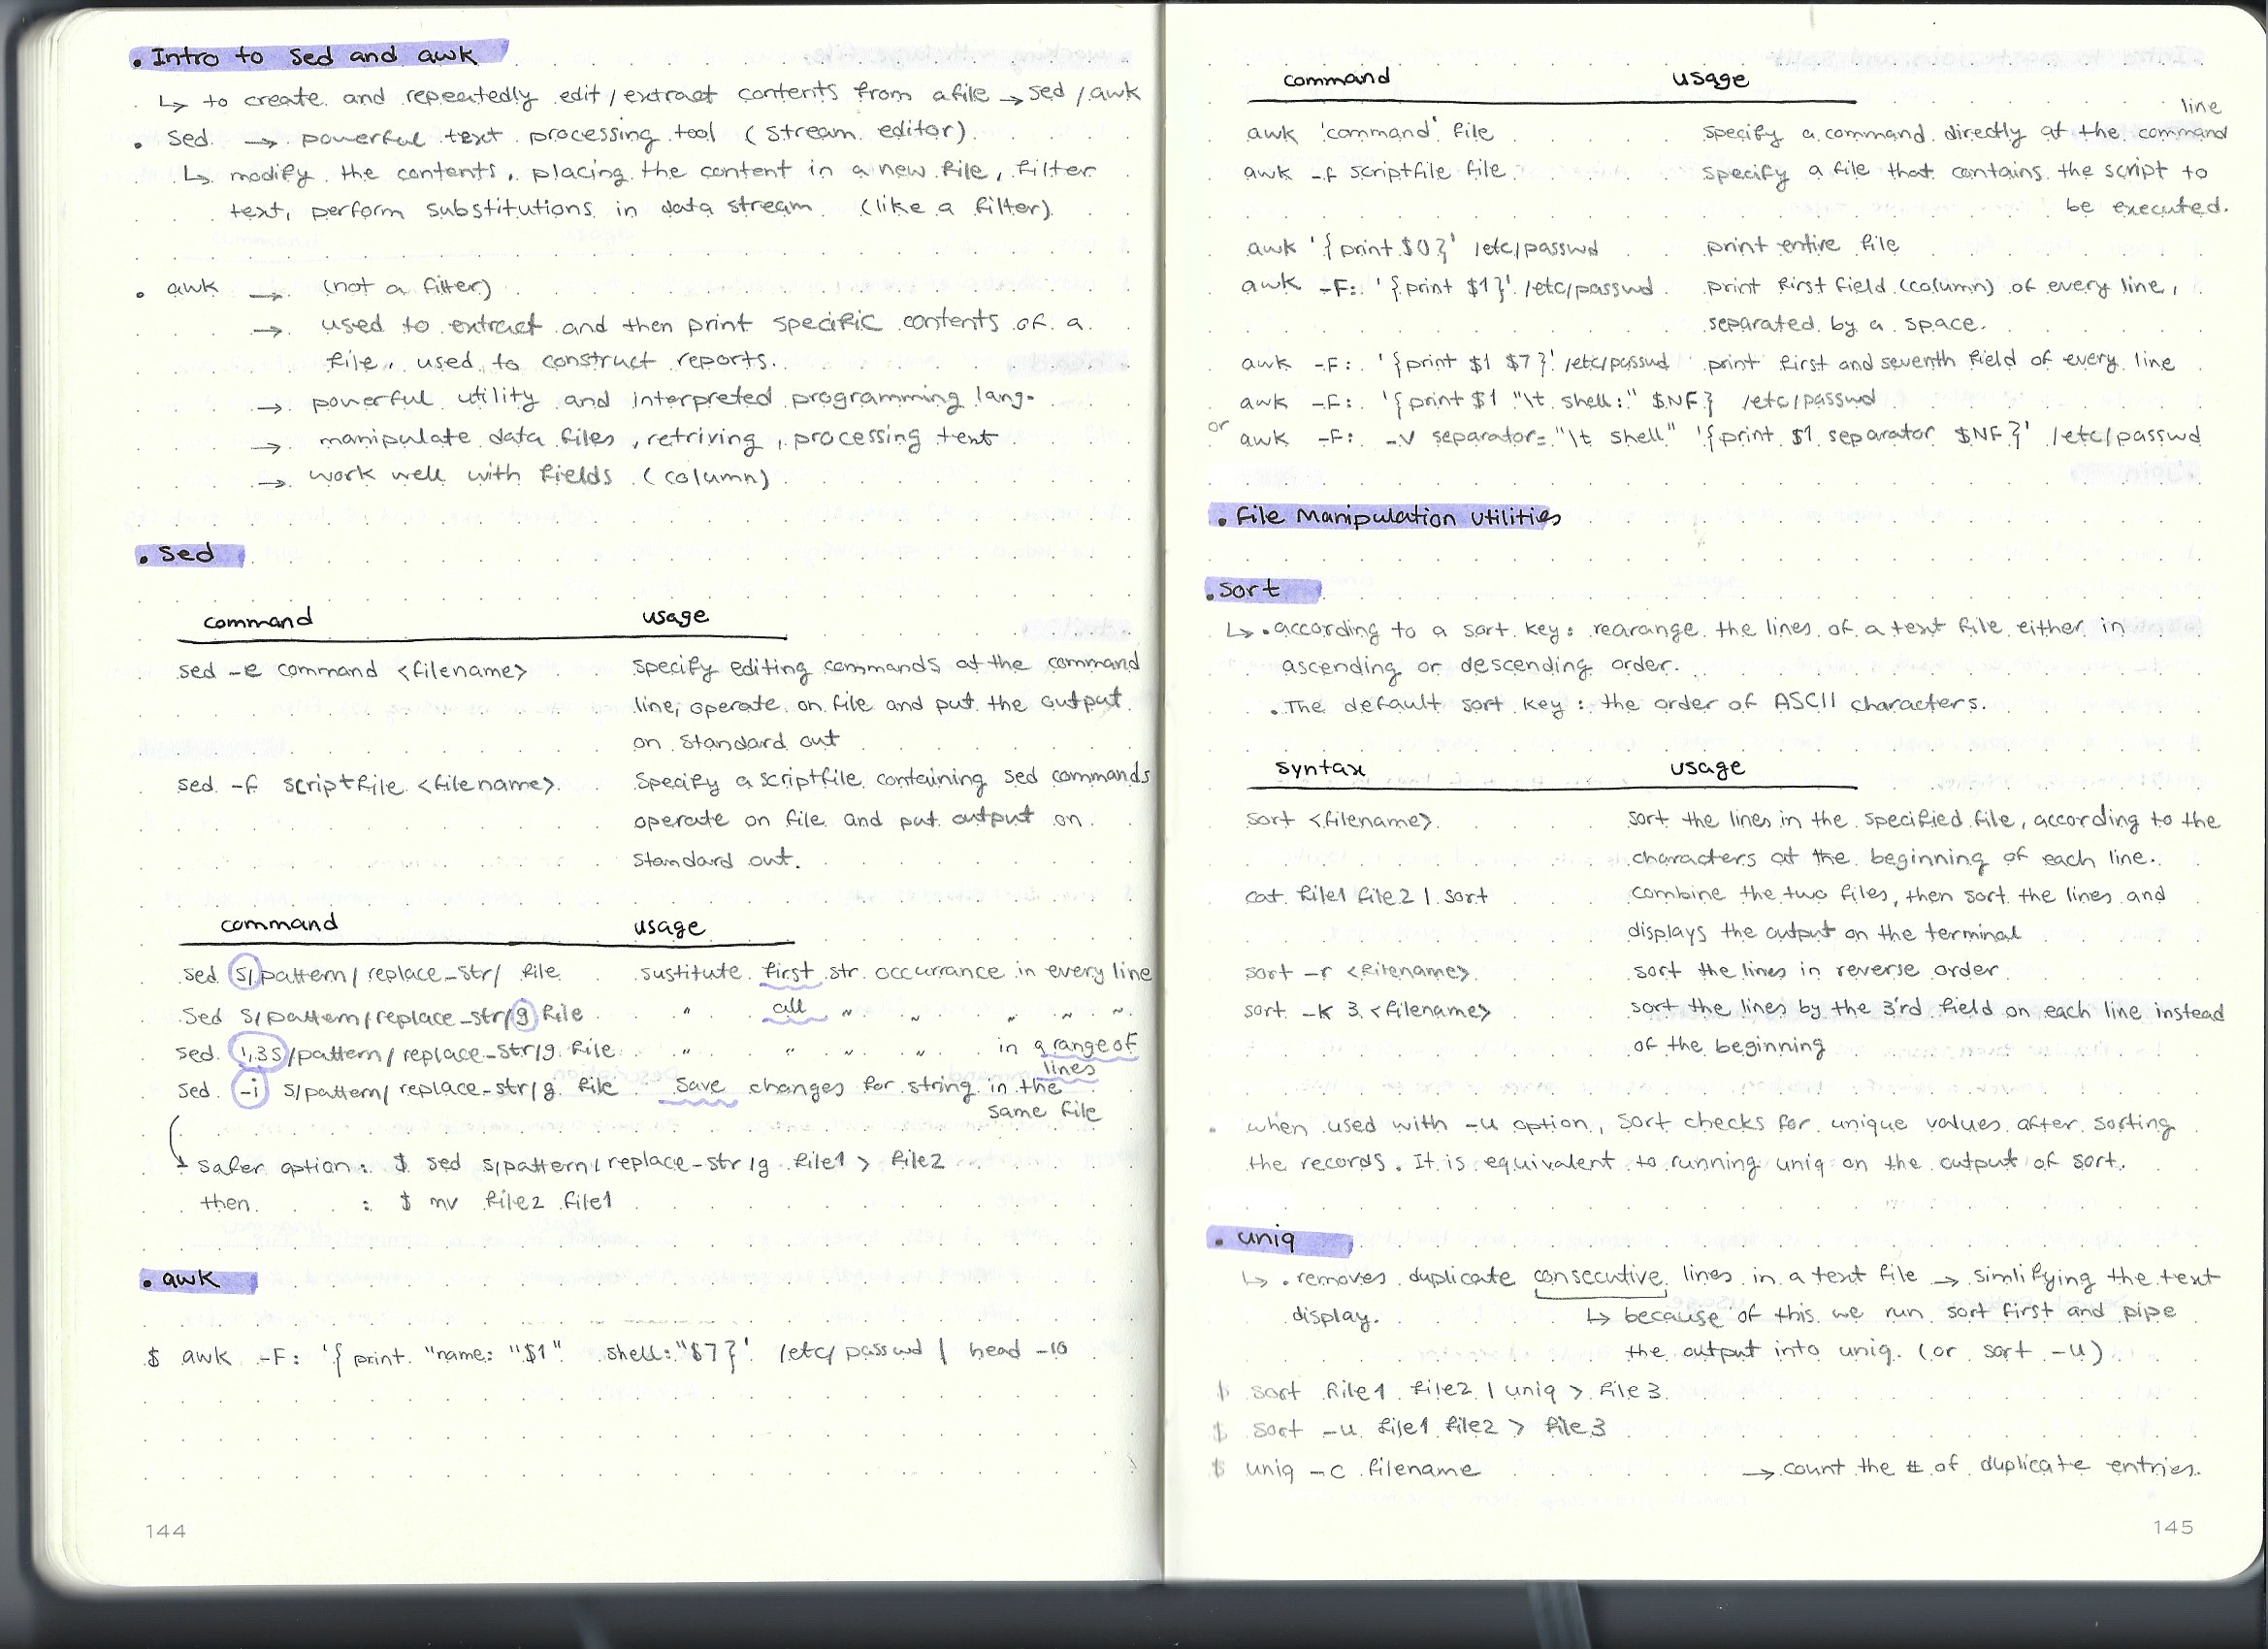 . Intro to sed and awk
↳ to create and repeatedly edit / extract contents from a file → sed / awk
. sed → powerful text processing tool (stream editor)
↳ modify the contents, placing the content in a new file, filter
text, perform substitutions in data stream (like a filter)
. awk → (not a filter)
→ used to extract and then print specific contents of a
file, used to construct reports.
→ powerful utility and interpreted programming lang.
→ manipulate data files, retriving, processing text
→ work well with fields (column)
. sed
command usage
sed -e command <filename> specify editing commands at the command
line, operate on file and put the output
on standard out
sed -f scriptfile <filename> specify a scriptfile containing sed commands
operate on file and put output on
standard out.
command usage
sed s/pattern/replace_str/ file sustitute first str occurrance in every line
sed s/pattern/replace_str/g file " all " " " " "
sed 1,3s/pattern/replace_str/g file " " " " in a range of
lines
sed -i s/pattern/replace_str/g file save changes for string in the
same file
safer option : $ sed s/pattern/replace_str/g file1 > file2
then : $ mv file2 file1
. awk
$ awk -F: '{ print "name: "$1" shell:"$7}' /etc/passwd | head -10
144
command usage
line
awk 'command' file specify a command directly at the command
awk -f scriptfile file specify a file that contains the script to
be executed.
awk '{print $0}' /etc/passwd print entire file
awk -F: '{print $1}' /etc/passwd print first field (column) of every line,
separated by a space.
awk -F: '{print $1 $7}' /etc/passwd print first and seventh field of every line
awk -F: '{print $1 "\t shell:" $NF} /etc/passwd
or
awk -F: -v separator="\t shell" '{print $1 separator $NF}' /etc/passwd
. File Manipulation Utilities
. sort
↳ . according to a sort key: rearange the lines of a text file either in
ascending or descending order.
. The default sort key : the order of ASCII characters.
syntax usage
sort <filename> sort the lines in the specified file, according to the
characters at the beginning of each line.
cat file1 file2 | sort combine the two files, then sort the lines and
displays the output on the terminal
sort -r <filename> sort the lines in reverse order
sort -k 3 <filename> sort the lines by the 3'rd field on each line instead
of the beginning
. when used with -u option, sort checks for unique values after sorting
the records. It is equivalent to running uniq on the output of sort.
. uniq
↳ . removes duplicate consecutive lines in a text file → simlifying the text
display. ↳ because of this we run sort first and pipe
the output into uniq. (or sort -u)
$ sort file1 file2 | uniq > file3
$ sort -u file1 file2 > file3
$ uniq -c filename → count the # of duplicate entries.
145